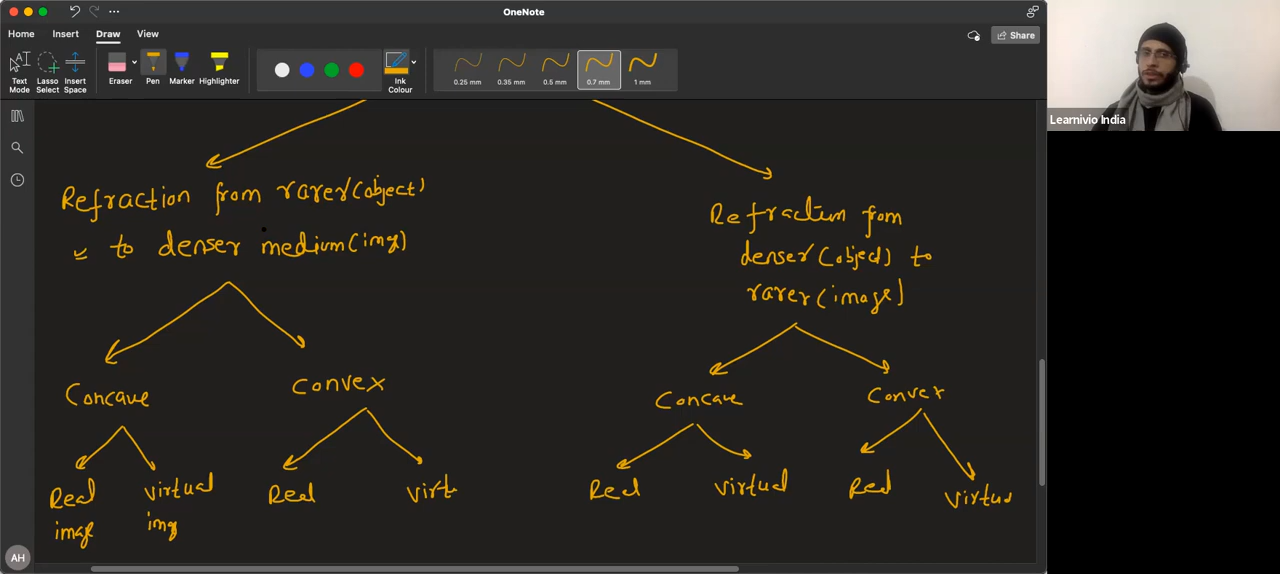 OneNote
Home Insert Draw View
Share
Text Mode
Lasso Select
Insert Space
Eraser
Pen
Marker
Highlighter
Ink Colour
0.25 mm
0.35 mm
0.5 mm
0.7 mm
1 mm
Learnivio India
Refraction from rarer(object)
to denser medium(img)
Refraction from
denser(object) to
rarer(image)
Concave
Convex
Concave
Convex
Real
image
virtual
img
Real
virt
Real
virtual
Real
virtua
AH